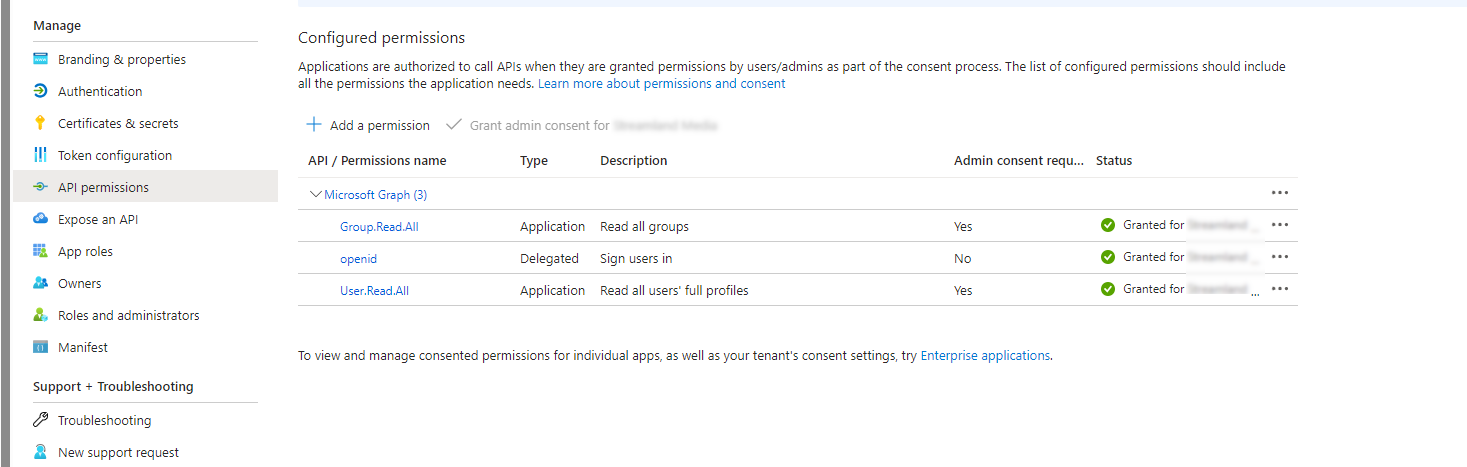 Manage
Branding & properties
Authentication
Certificates & secrets
Token configuration
API permissions
Expose an API
App roles
Owners
Roles and administrators
Manifest
Support + Troubleshooting
Troubleshooting
New support request
Configured permissions
Applications are authorized to call APIs when they are granted permissions by users/admins as part of the consent process. The list of configured permissions should include
all the permissions the application needs. Learn more about permissions and consent
Add a permission Grant admin consent for
API / Permissions name Type Description Admin consent requ... Status
Microsoft Graph (3)
Group.Read.All Application Read all groups Yes Granted for
openid Delegated Sign users in No Granted for
User.Read.All Application Read all users' full profiles Yes Granted for ...
To view and manage consented permissions for individual apps, as well as your tenant's consent settings, try Enterprise applications.